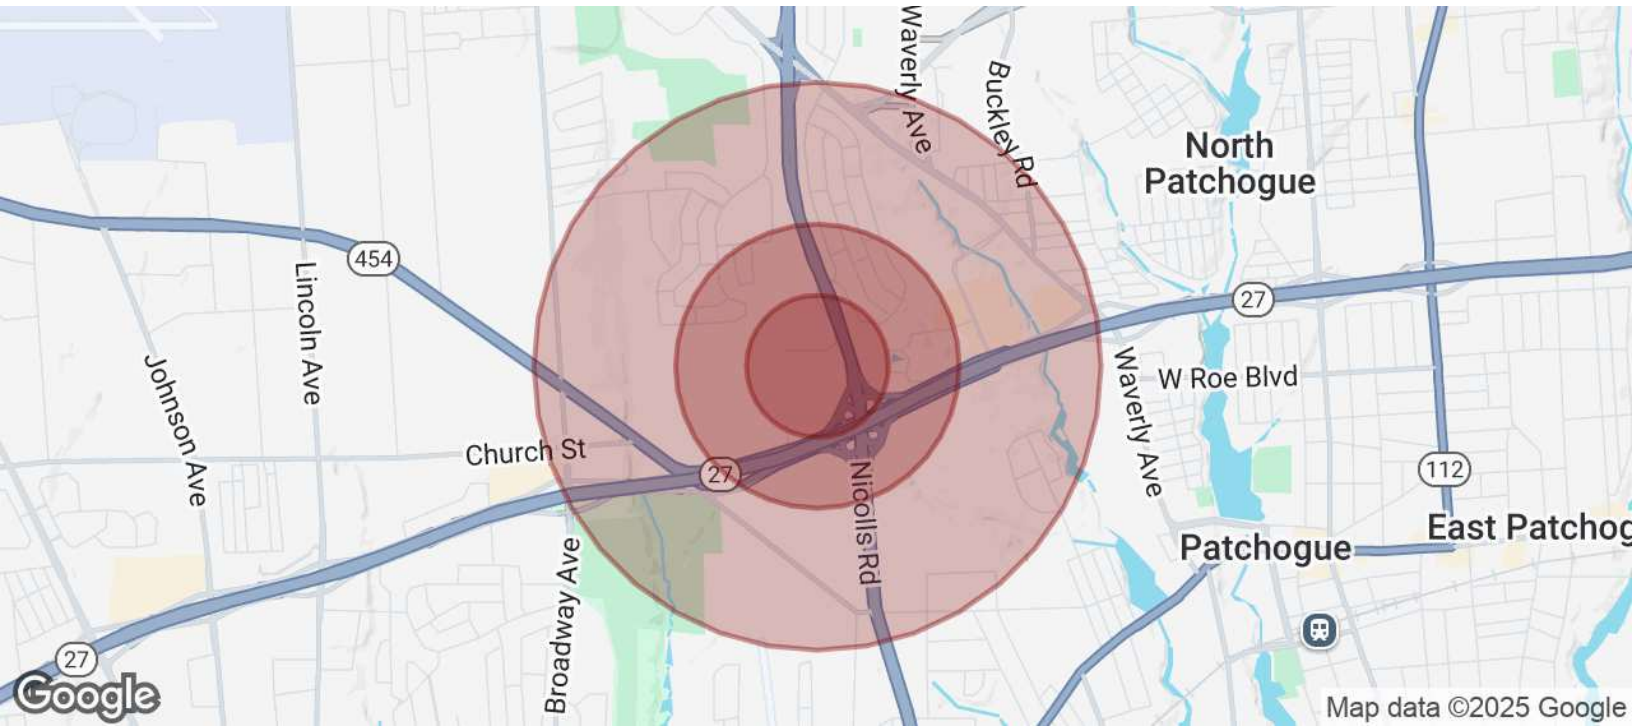 Waverly Ave
Buckley Rd
North
Patchogue
454
Lincoln Ave
27
Johnson Ave
Waverly Ave
W Roe Blvd
Church St
27
Nicolls Rd
112
East Patchog
Patchogue
Broadway Ave
27
Google
Map data ©2025 Google